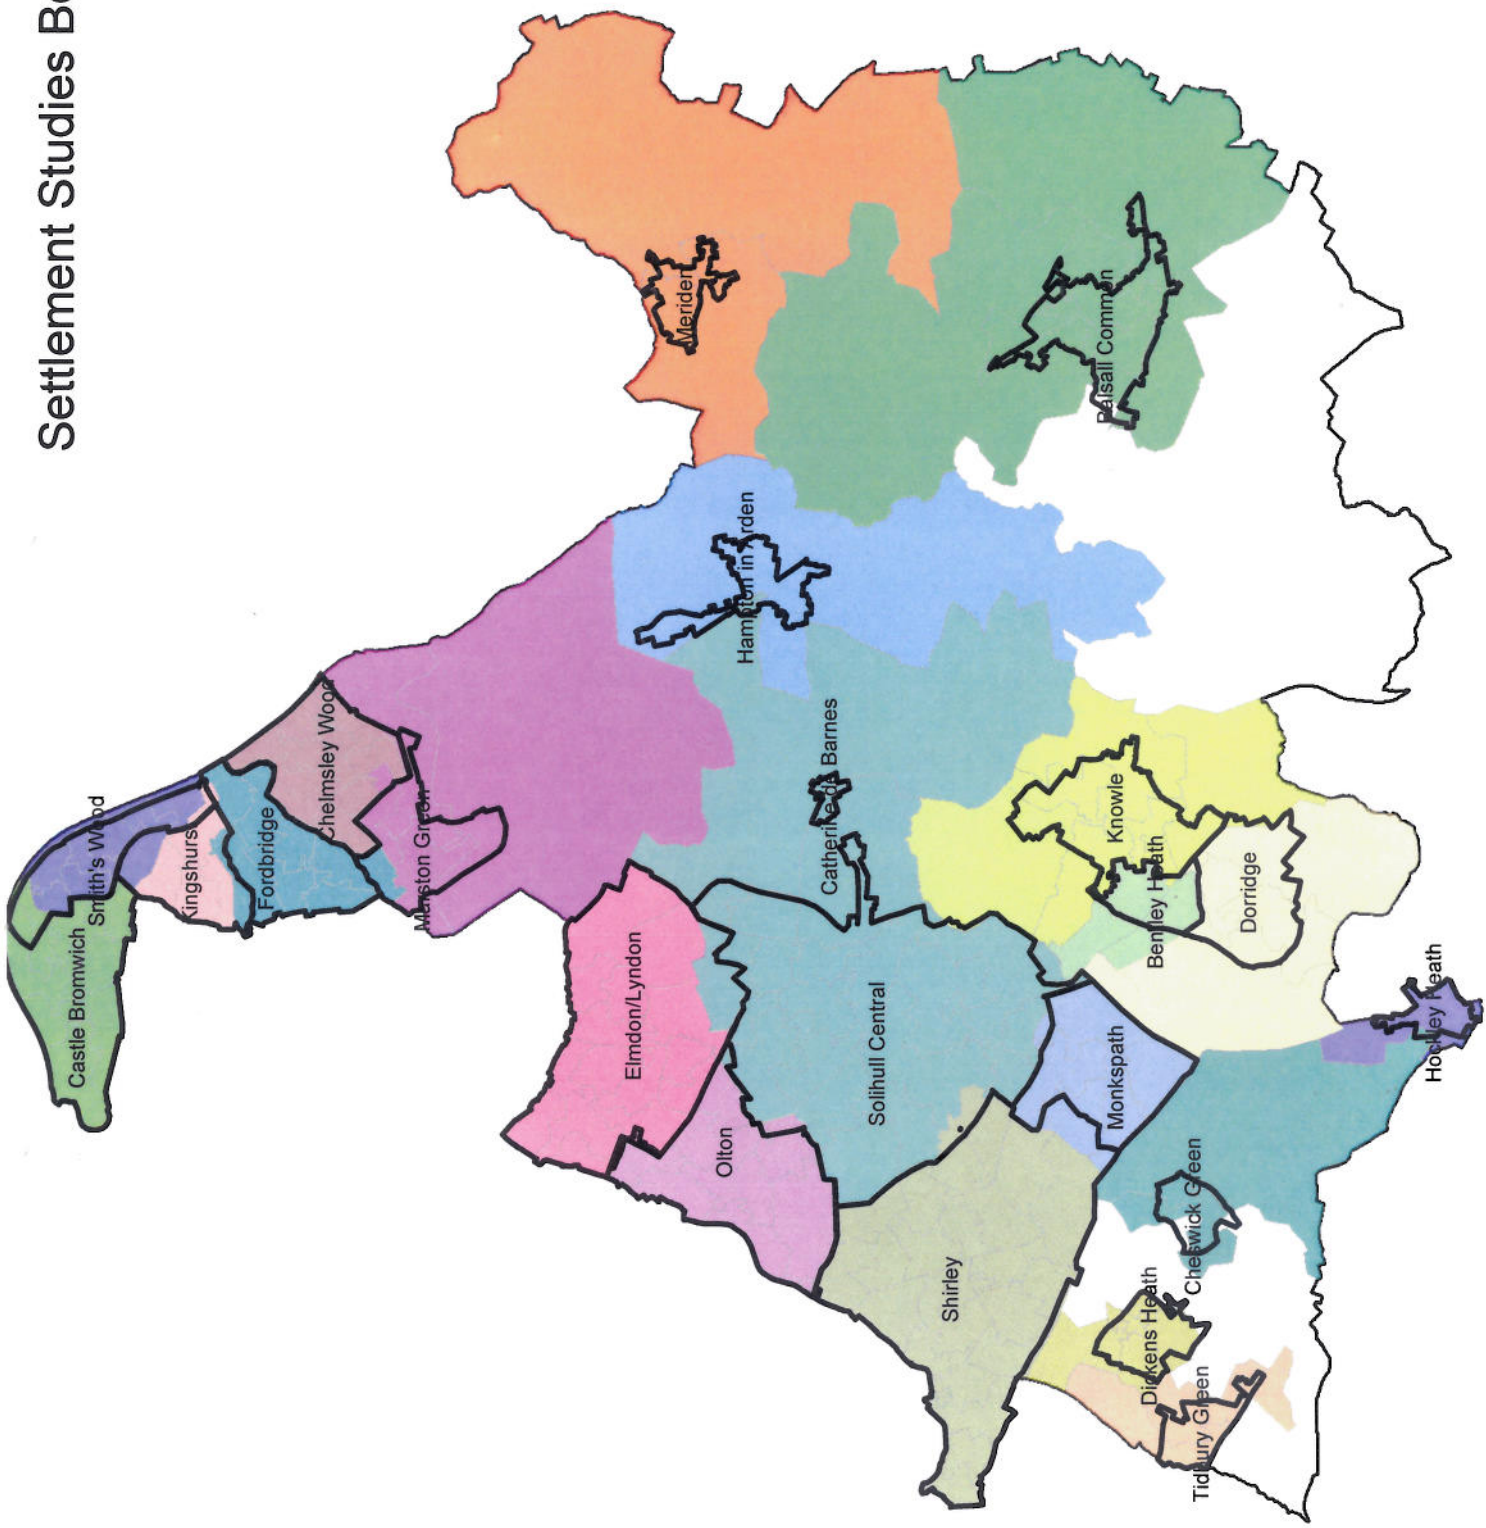 Settlement Studies
Castle Bromwich
Smith's Wood
Kingshurst
Fordbridge
Chelmsley Wood
Marston Green
Elmdon/Lyndon
Meriden
Olton
Hampton in Arden
Catherine de Barnes
Solihull Central
Shirley
Balsall Common
Knowle
Monkspath
Bentley Heath
Dickens Heath
Cheswick Green
Tidbury Green
Dorridge
Hockley Heath